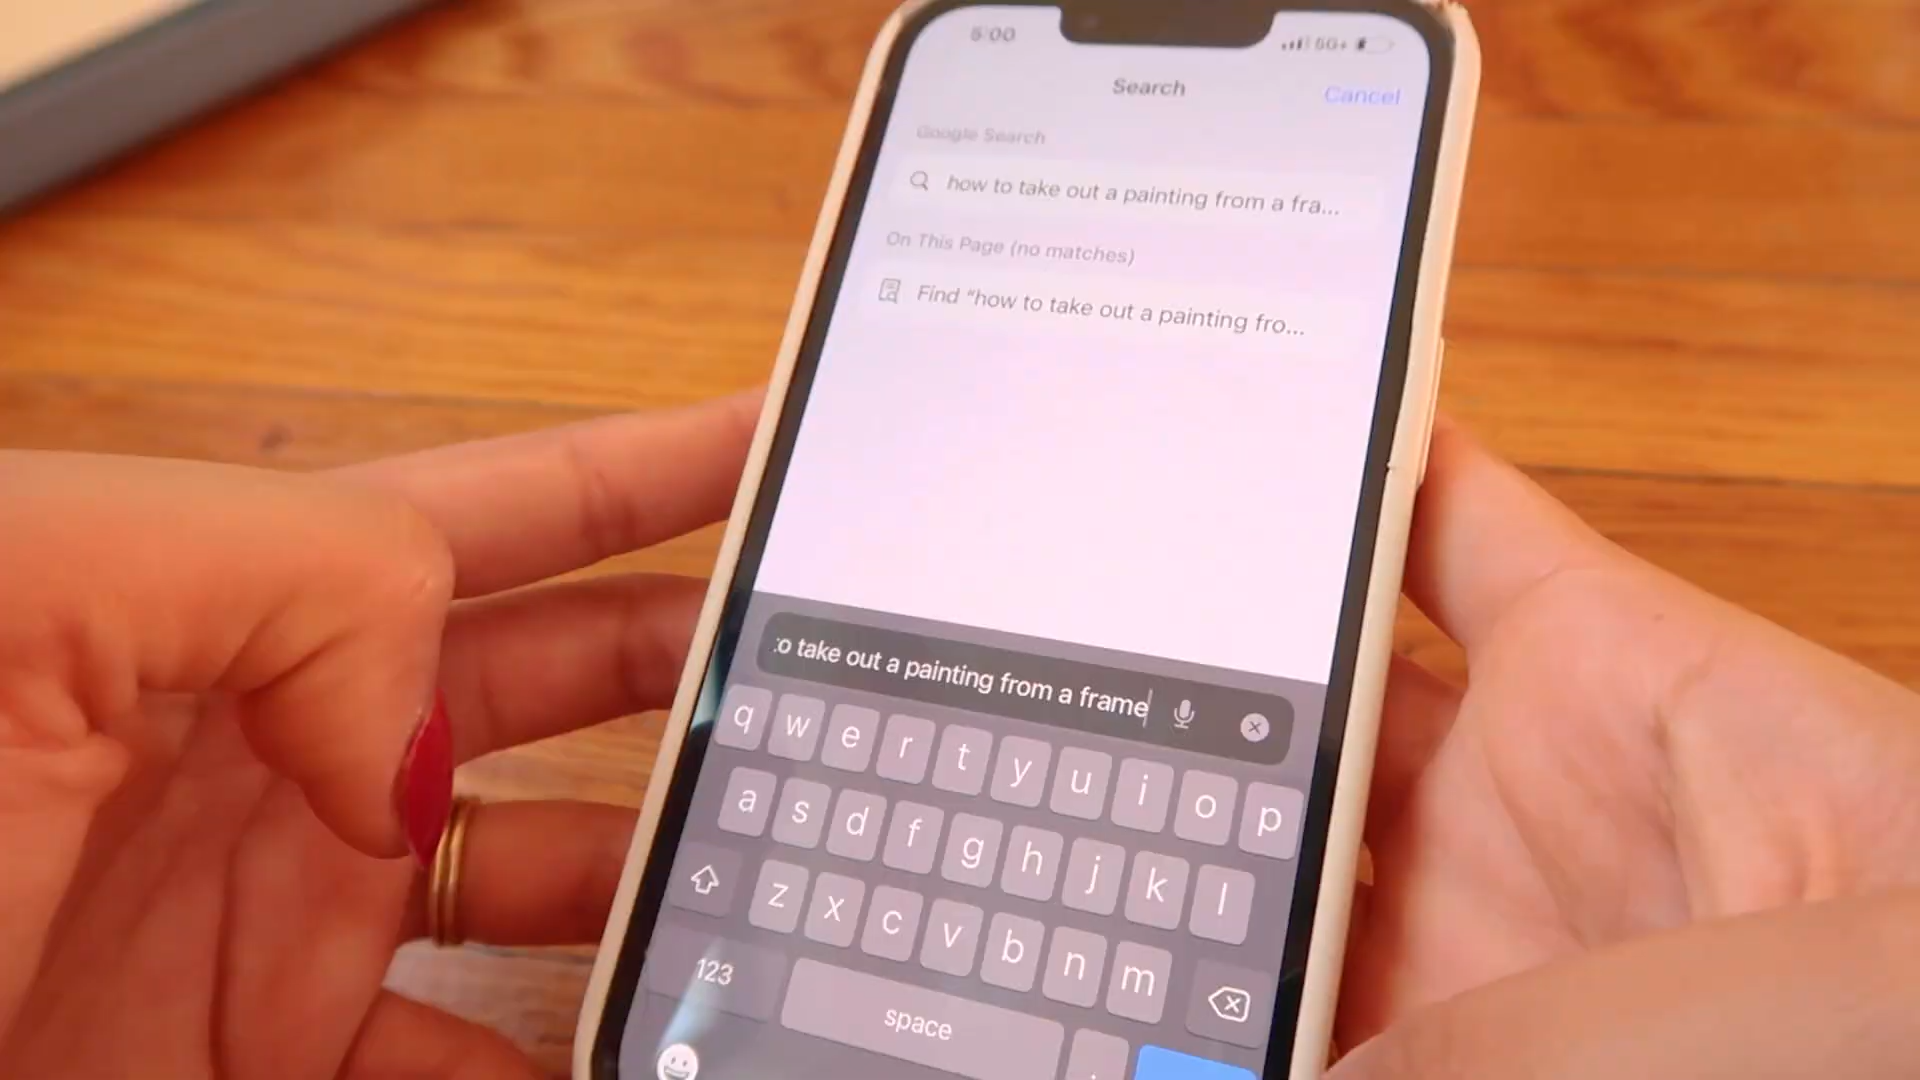 5:00
5G+
Search
Cancel
Google Search
how to take out a painting from a fra...
On This Page (no matches)
Find “how to take out a painting fro...
o take out a painting from a frame
q w e r t y u i o p
a s d f g h j k l
z x c v b n m
123
space
.